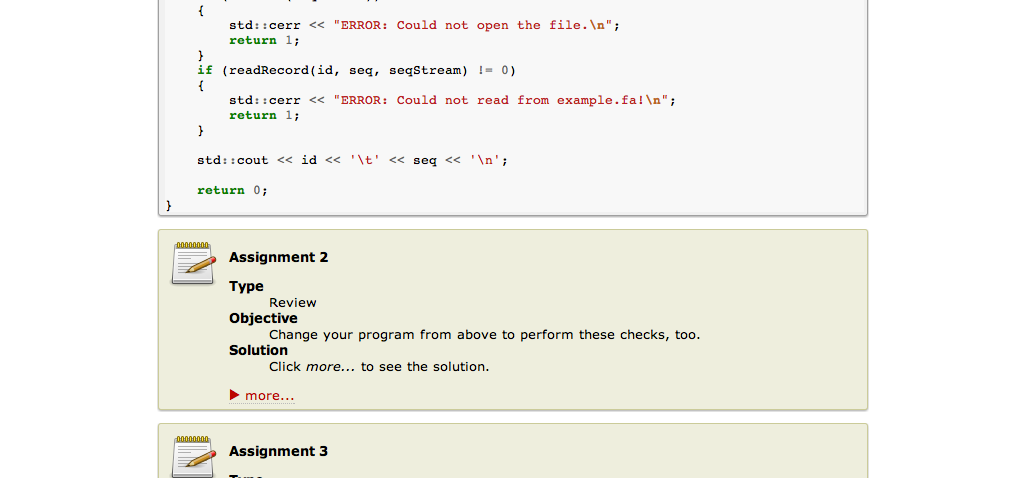 {
std::cerr << "ERROR: Could not open the file.\n";
return 1;
}
if (readRecord(id, seq, seqStream) != 0)
{
std::cerr << "ERROR: Could not read from example.fa!\n";
return 1;
}
std::cout << id << '\t' << seq << '\n';
return 0;
}
Assignment 2
Type
Review
Objective
Change your program from above to perform these checks, too.
Solution
Click more... to see the solution.
more...
Assignment 3